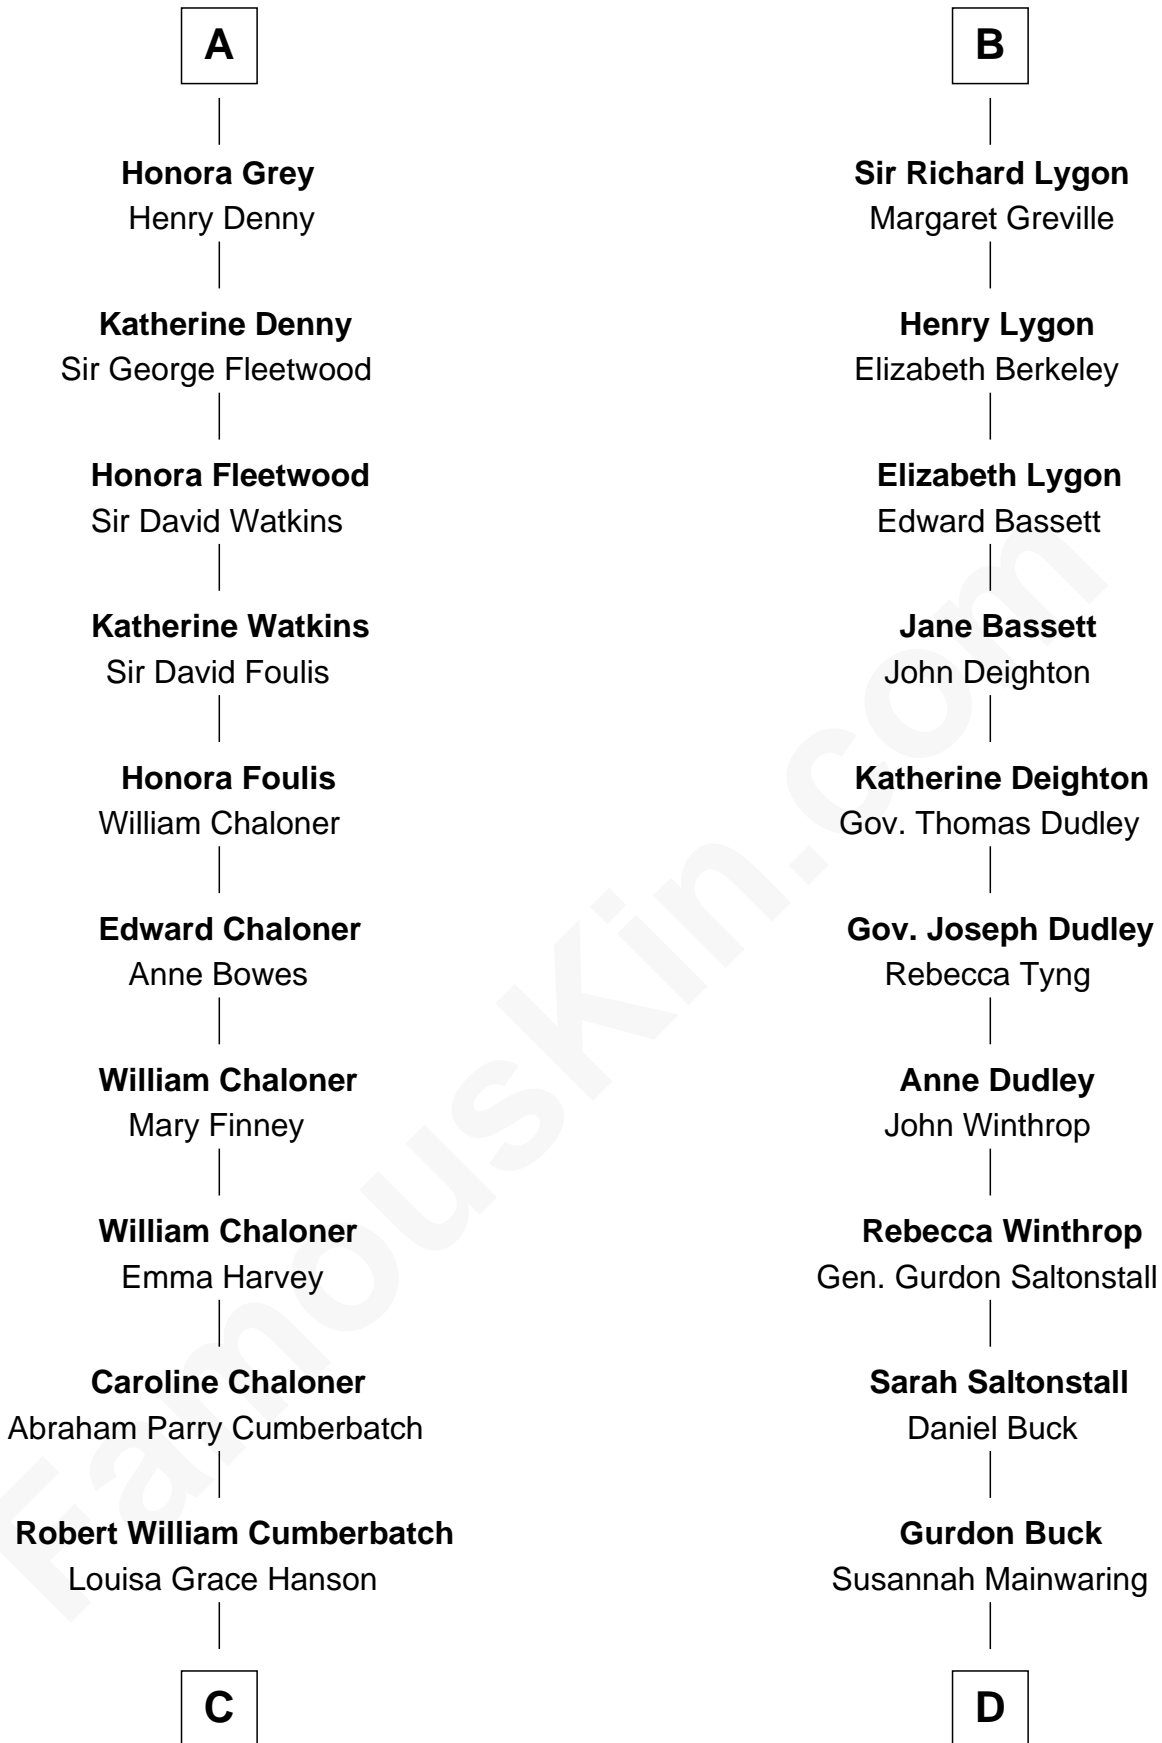 A
Honora Grey
Henry Denny
Katherine Denny
Sir George Fleetwood
Honora Fleetwood
Sir David Watkins
Katherine Watkins
Sir David Foulis
Honora Foulis
William Chaloner
Edward Chaloner
Anne Bowes
William Chaloner
Mary Finney
William Chaloner
Emma Harvey
Caroline Chaloner
Abraham Parry Cumberbatch
Robert William Cumberbatch
Louisa Grace Hanson
C
B
Sir Richard Lygon
Margaret Greville
Henry Lygon
Elizabeth Berkeley
Elizabeth Lygon
Edward Bassett
Jane Bassett
John Deighton
Katherine Deighton
Gov. Thomas Dudley
Gov. Joseph Dudley
Rebecca Tyng
Anne Dudley
John Winthrop
Rebecca Winthrop
Gen. Gurdon Saltonstall
Sarah Saltonstall
Daniel Buck
Gurdon Buck
Susannah Mainwaring
D
FamousKin.com